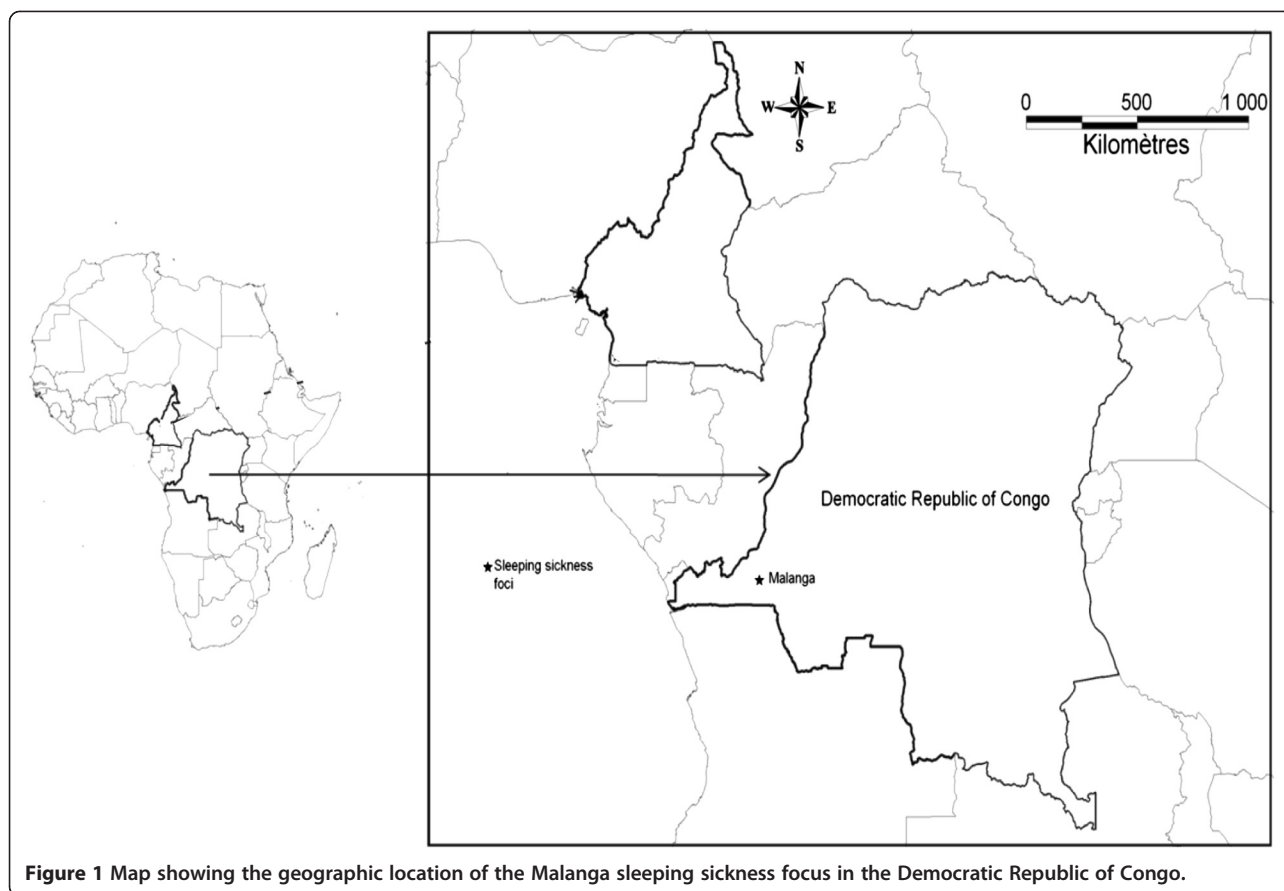 N
W E
S
0 500 1 000
Kilomètres
Democratic Republic of Congo
★Sleeping sickness
foci
★ Malanga
Figure 1 Map showing the geographic location of the Malanga sleeping sickness focus in the Democratic Republic of Congo.